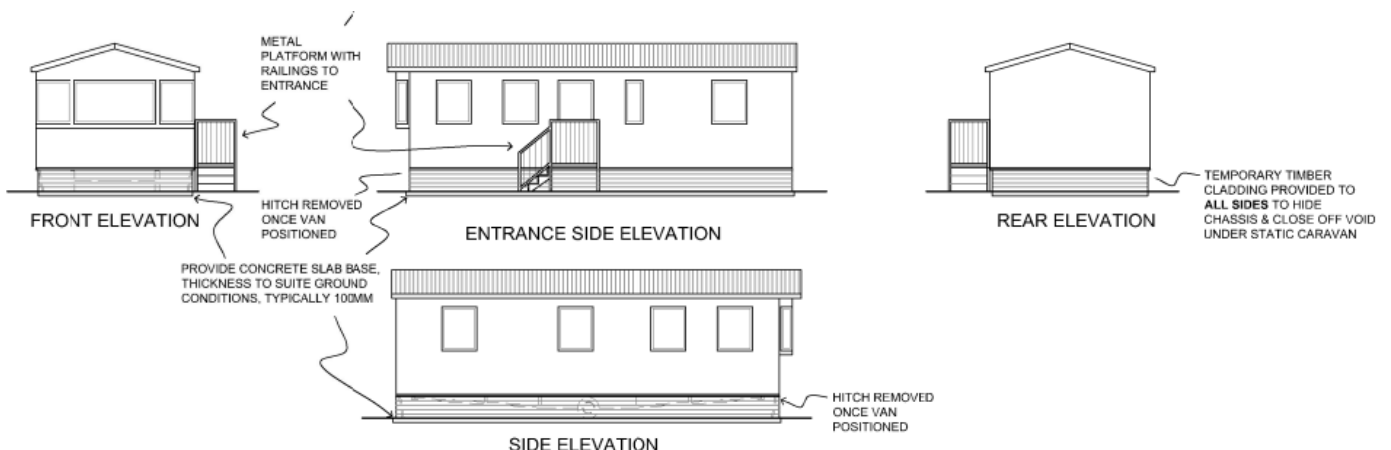 METAL
PLATFORM WITH
RAILINGS TO
ENTRANCE
HITCH REMOVED
ONCE VAN
POSITIONED
FRONT ELEVATION
ENTRANCE SIDE ELEVATION
REAR ELEVATION
TEMPORARY TIMBER
CLADDING PROVIDED TO
ALL SIDES TO HIDE
CHASSIS & CLOSE OFF VOID
UNDER STATIC CARAVAN
PROVIDE CONCRETE SLAB BASE,
THICKNESS TO SUITE GROUND
CONDITIONS, TYPICALLY 100MM
HITCH REMOVED
ONCE VAN
POSITIONED
SIDE ELEVATION